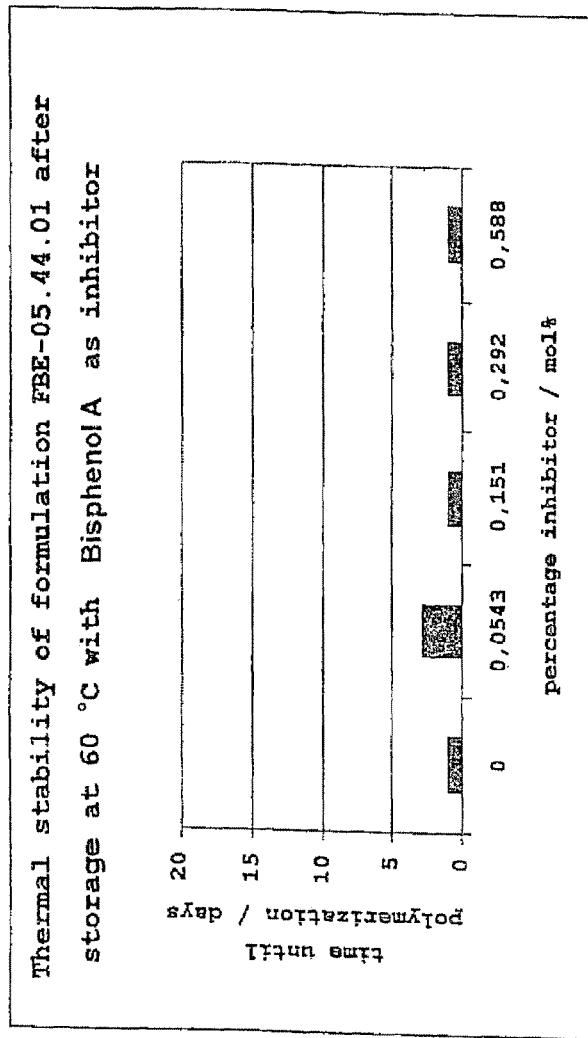 Thermal stability of formulation FBE-05.44.01 after
storage at 60 °C with Bisphenol A as inhibitor
time until
polymerization / days
20
15
10
5
0
0
0,0543
0,151
0,292
0,588
percentage inhibitor / mol%